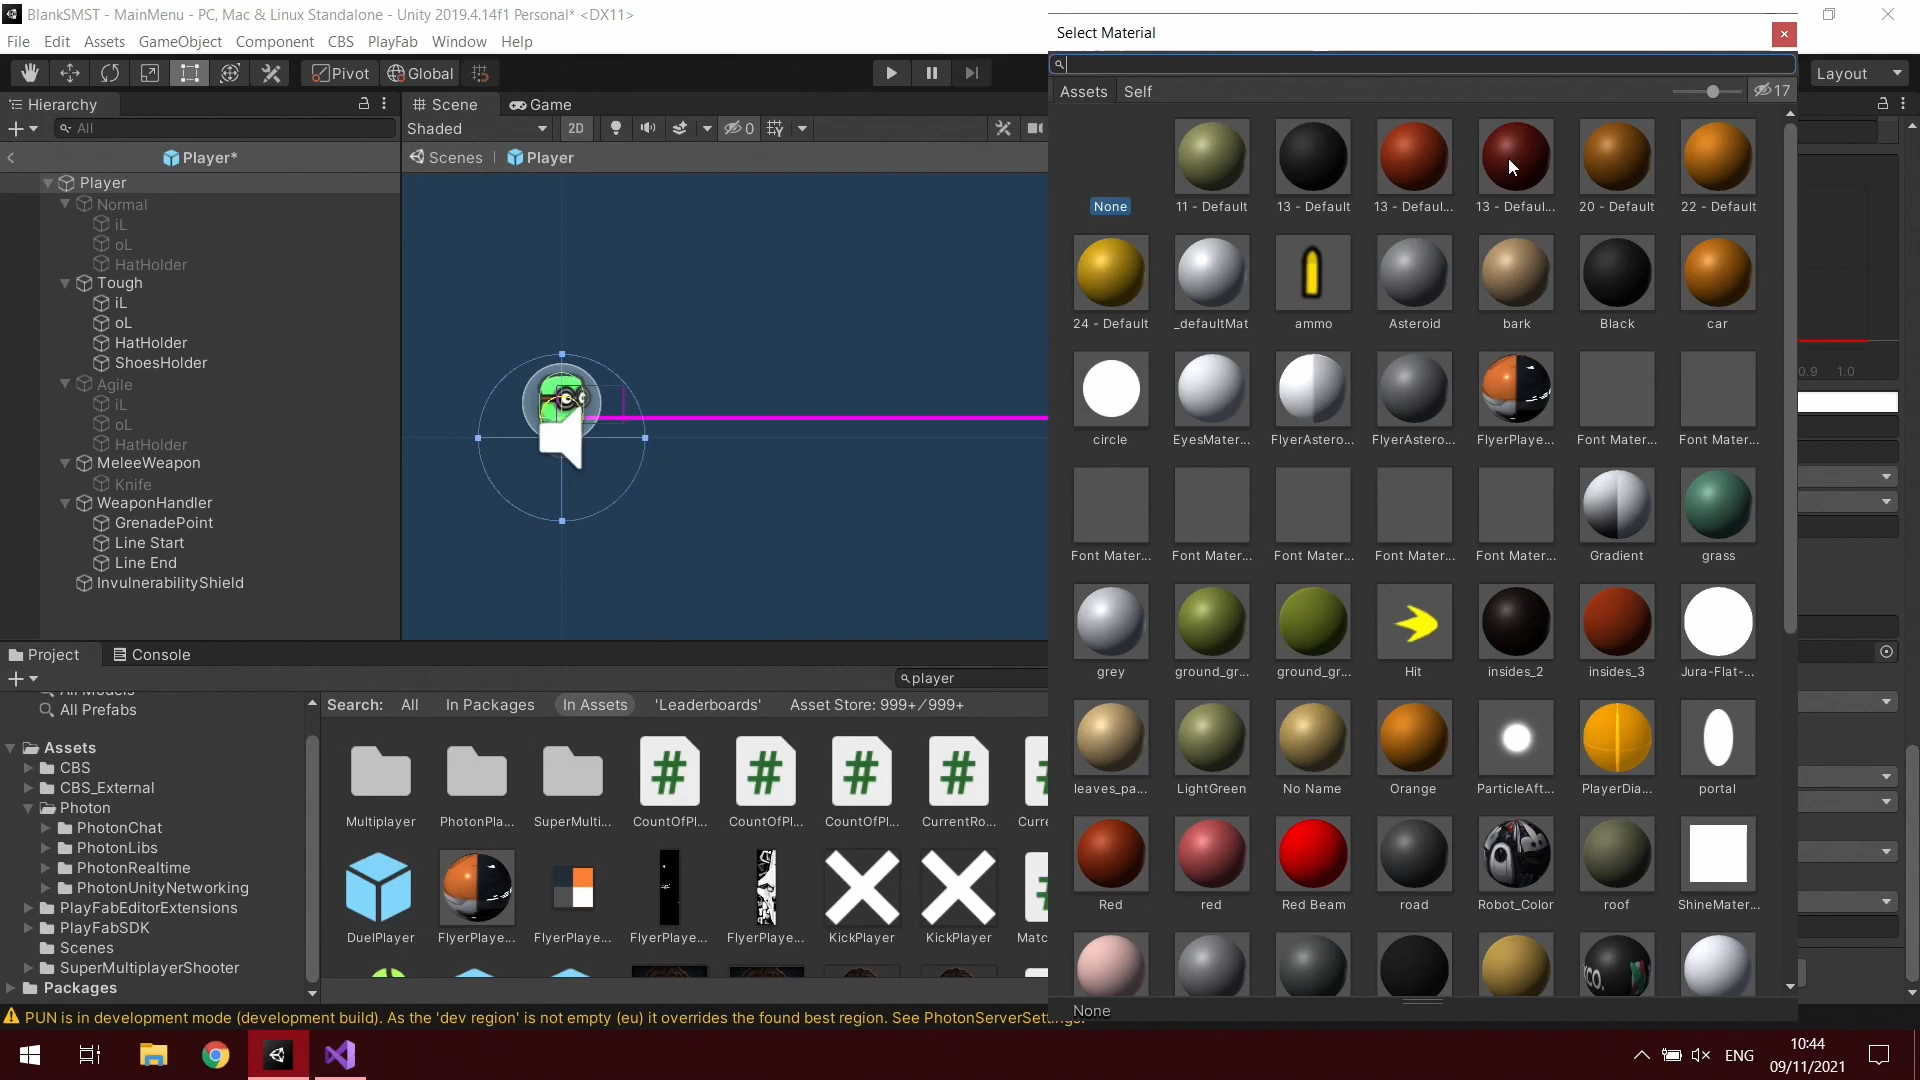 BlankSMST - MainMenu - PC, Mac & Linux Standalone - Unity 2019.4.14f1 Personal* <DX11>
File Edit Assets GameObject Component CBS PlayFab Window Help
Pivot Global
Layout
Hierarchy
All
Player*
Player
Normal
iL
oL
HatHolder
Tough
iL
oL
HatHolder
ShoesHolder
Agile
iL
oL
HatHolder
MeleeWeapon
Knife
WeaponHandler
GrenadePoint
Line Start
Line End
InvulnerabilityShield
Scene Game
Shaded 2D 0
Scenes Player
Select Material
Assets Self 17
None 11 - Default 13 - Default 13 - Defaul... 13 - Defaul... 20 - Default 22 - Default
24 - Default _defaultMat ammo Asteroid bark Black car
circle EyesMater... FlyerAstero... FlyerAstero... FlyerPlaye... Font Mater... Font Mater...
Font Mater... Font Mater... Font Mater... Font Mater... Font Mater... Gradient grass
grey ground_gr... ground_gr... Hit insides_2 insides_3 Jura-Flat-...
leaves_pa... LightGreen No Name Orange ParticleAft... PlayerDia... portal
Red red Red Beam road Robot_Color roof ShineMater...
None
0.9 1.0
Project Console
player
All Prefabs
Assets
CBS
CBS_External
Photon
PhotonChat
PhotonLibs
PhotonRealtime
PhotonUnityNetworking
PlayFabEditorExtensions
PlayFabSDK
Scenes
SuperMultiplayerShooter
Packages
Search: All In Packages In Assets 'Leaderboards' Asset Store: 999+/999+
Multiplayer PhotonPla... SuperMulti... CountOfPl... CountOfPl... CountOfPl... CurrentRo...
DuelPlayer FlyerPlaye... FlyerPlaye... FlyerPlaye... FlyerPlaye... KickPlayer KickPlayer
PUN is in development mode (development build). As the 'dev region' is not empty (eu) it overrides the found best region. See PhotonServerSettings.
ENG
10:44
09/11/2021